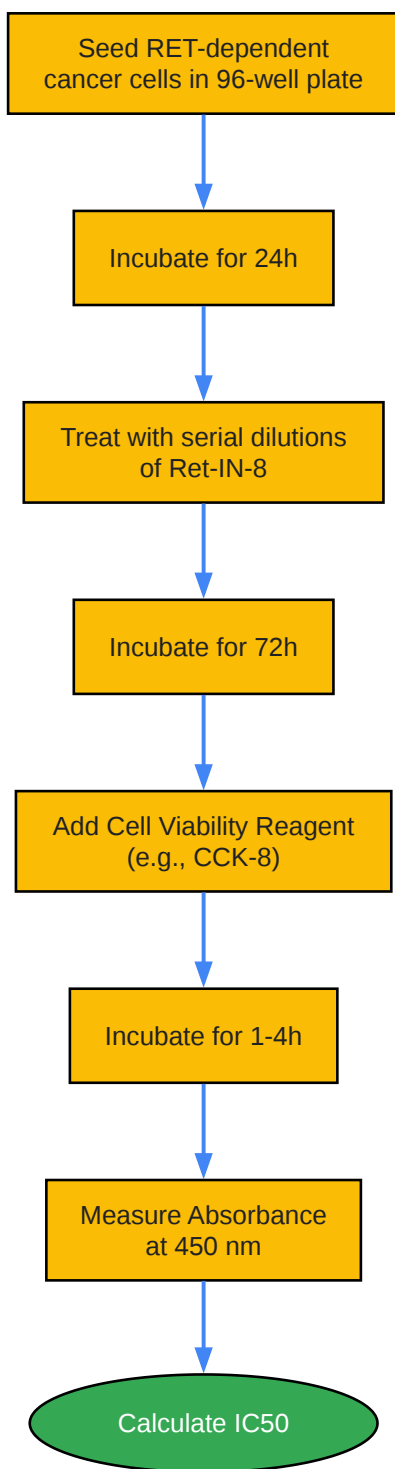 Seed RET-dependent
cancer cells in 96-well plate
Incubate for 24h
Treat with serial dilutions
of Ret-IN-8
Incubate for 72h
Add Cell Viability Reagent
(e.g., CCK-8)
Incubate for 1-4h
Measure Absorbance
at 450 nm
Calculate IC50